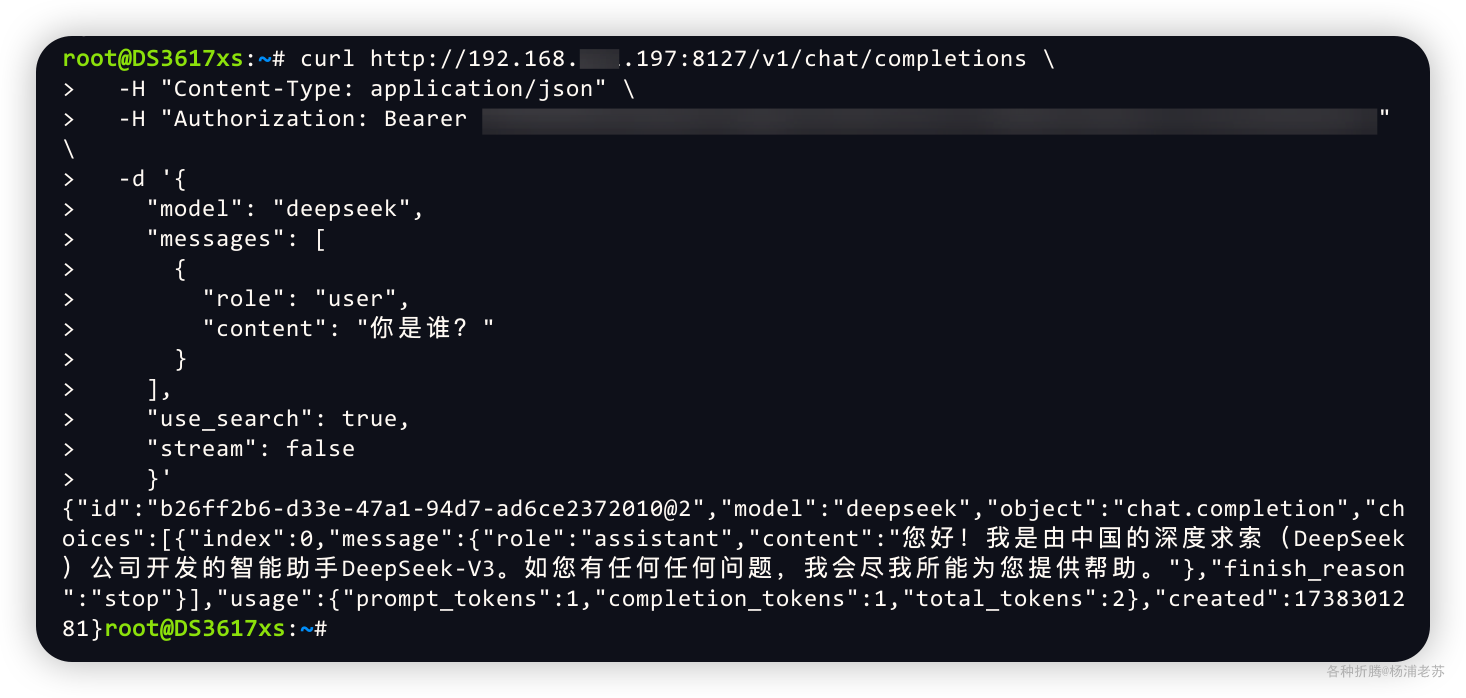 root@DS3617xs:~# curl http://192.168. .197:8127/v1/chat/completions \
>   -H "Content-Type: application/json" \
>   -H "Authorization: Bearer "
\
>   -d '{
>     "model": "deepseek",
>     "messages": [
>       {
>         "role": "user",
>         "content": "你是谁？"
>       }
>     ],
>     "use_search": true,
>     "stream": false
>     }'
{"id":"b26ff2b6-d33e-47a1-94d7-ad6ce2372010@2","model":"deepseek","object":"chat.completion","ch
oices":[{"index":0,"message":{"role":"assistant","content":"您好！我是由中国的深度求索（DeepSeek
）公司开发的智能助手DeepSeek-V3。如您有任何任何问题，我会尽我所能为您提供帮助。"},"finish_reason
":"stop"}],"usage":{"prompt_tokens":1,"completion_tokens":1,"total_tokens":2},"created":17383012
81}root@DS3617xs:~#
各种折腾@杨浦老苏